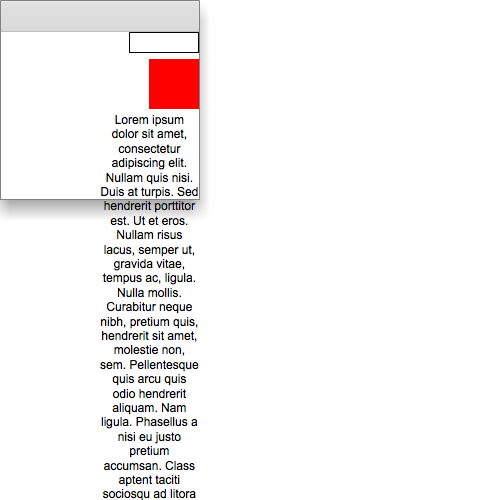 Lorem ipsum
dolor sit amet,
consectetur
adipiscing elit.
Nullam quis nisi.
Duis at turpis. Sed
hendrerit porttitor
est. Ut et eros.
Nullam risus
lacus, semper ut,
gravida vitae,
tempus ac, ligula.
Nulla mollis.
Curabitur neque
nibh, pretium quis,
hendrerit sit amet,
molestie non,
sem. Pellentesque
quis arcu quis
odio hendrerit
aliquam. Nam
ligula. Phasellus a
nisi eu justo
pretium
accumsan. Class
aptent taciti
sociosqu ad litora